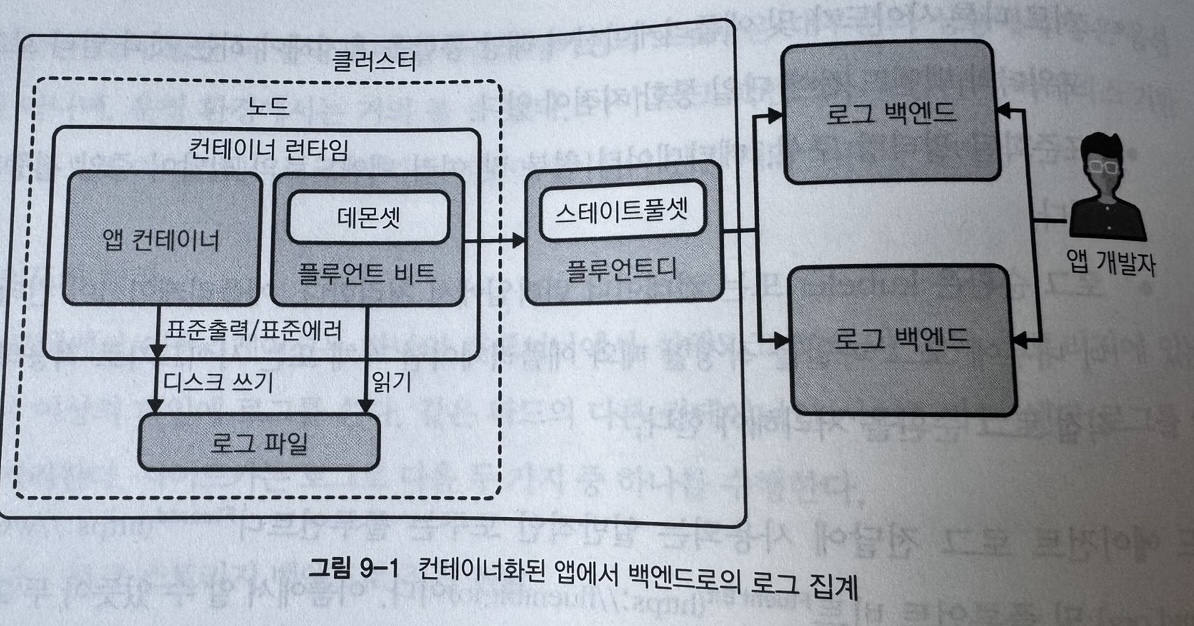 클러스터
노드
컨테이너 런타임
앱 컨테이너
데몬셋
플루언트 비트
스테이트풀셋
플루언트디
로그 백엔드
로그 백엔드
앱 개발자
표준출력/표준에러
디스크 쓰기
읽기
로그 파일
그림 9-1 컨테이너화된 앱에서 백엔드로의 로그 집계